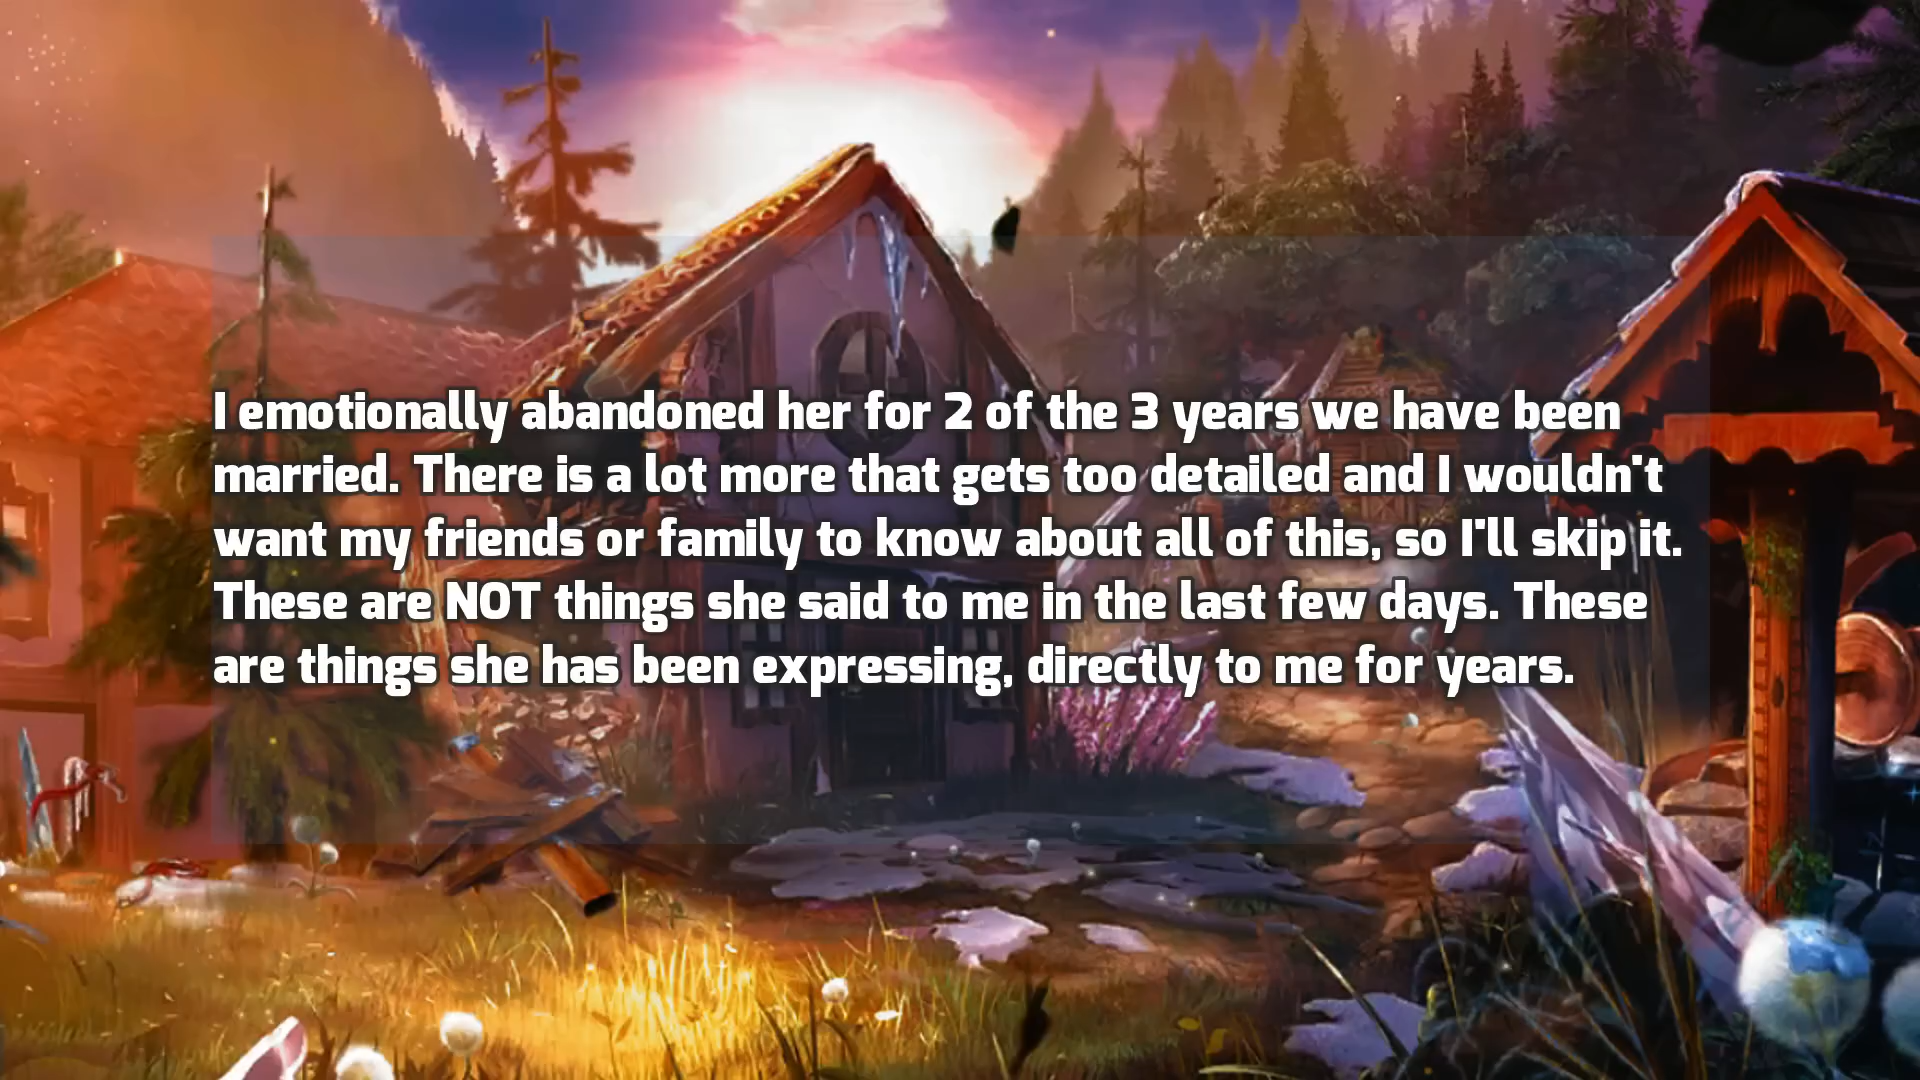 I emotionally abandoned her for 2 of the 3 years we have been
married. There is a lot more that gets too detailed and I wouldn't
want my friends or family to know about all of this, so I'll skip it.
These are NOT things she said to me in the last few days. These
are things she has been expressing, directly to me for years.